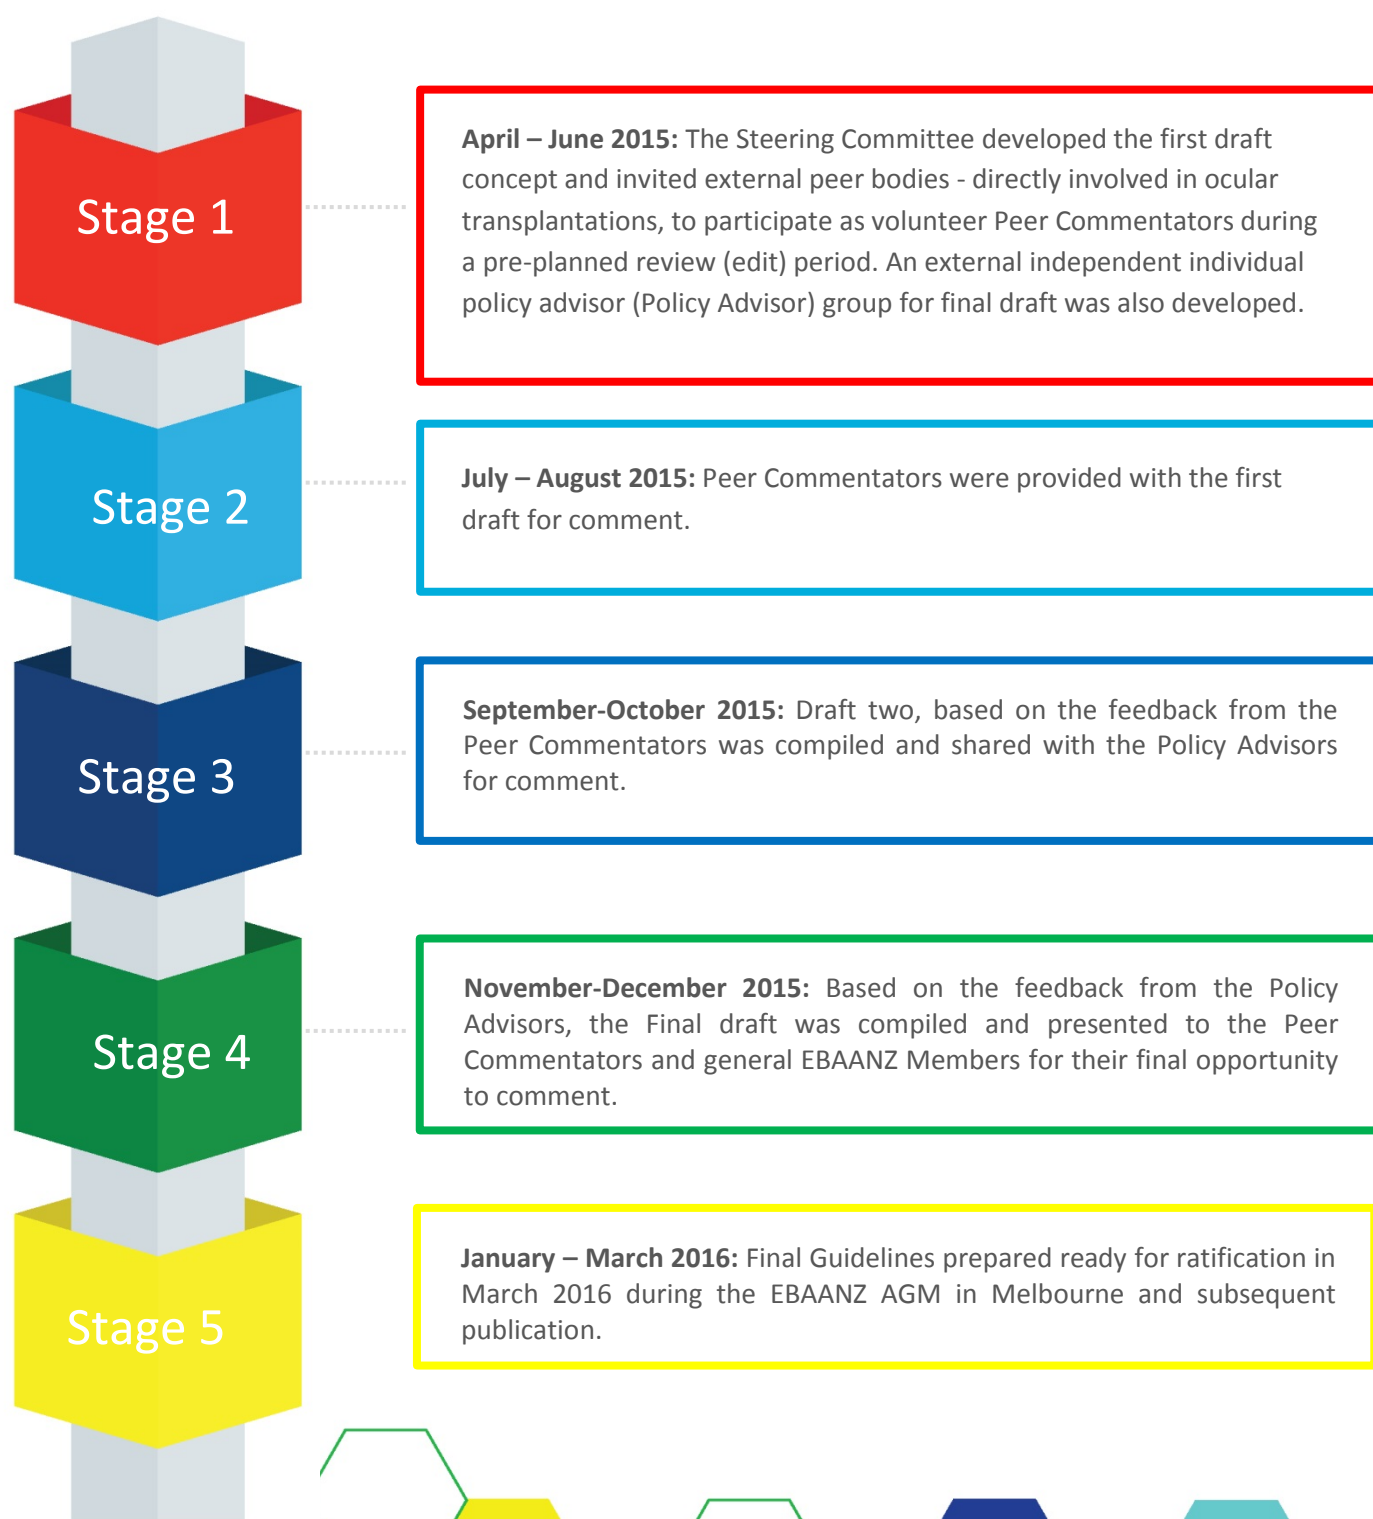 Stage 1
April – June 2015: The Steering Committee developed the first draft
concept and invited external peer bodies - directly involved in ocular
transplantations, to participate as volunteer Peer Commentators during
a pre-planned review (edit) period. An external independent individual
policy advisor (Policy Advisor) group for final draft was also developed.
Stage 2
July – August 2015: Peer Commentators were provided with the first
draft for comment.
Stage 3
September-October 2015: Draft two, based on the feedback from the
Peer Commentators was compiled and shared with the Policy Advisors
for comment.
Stage 4
November-December 2015: Based on the feedback from the Policy
Advisors, the Final draft was compiled and presented to the Peer
Commentators and general EBAANZ Members for their final opportunity
to comment.
Stage 5
January – March 2016: Final Guidelines prepared ready for ratification in
March 2016 during the EBAANZ AGM in Melbourne and subsequent
publication.